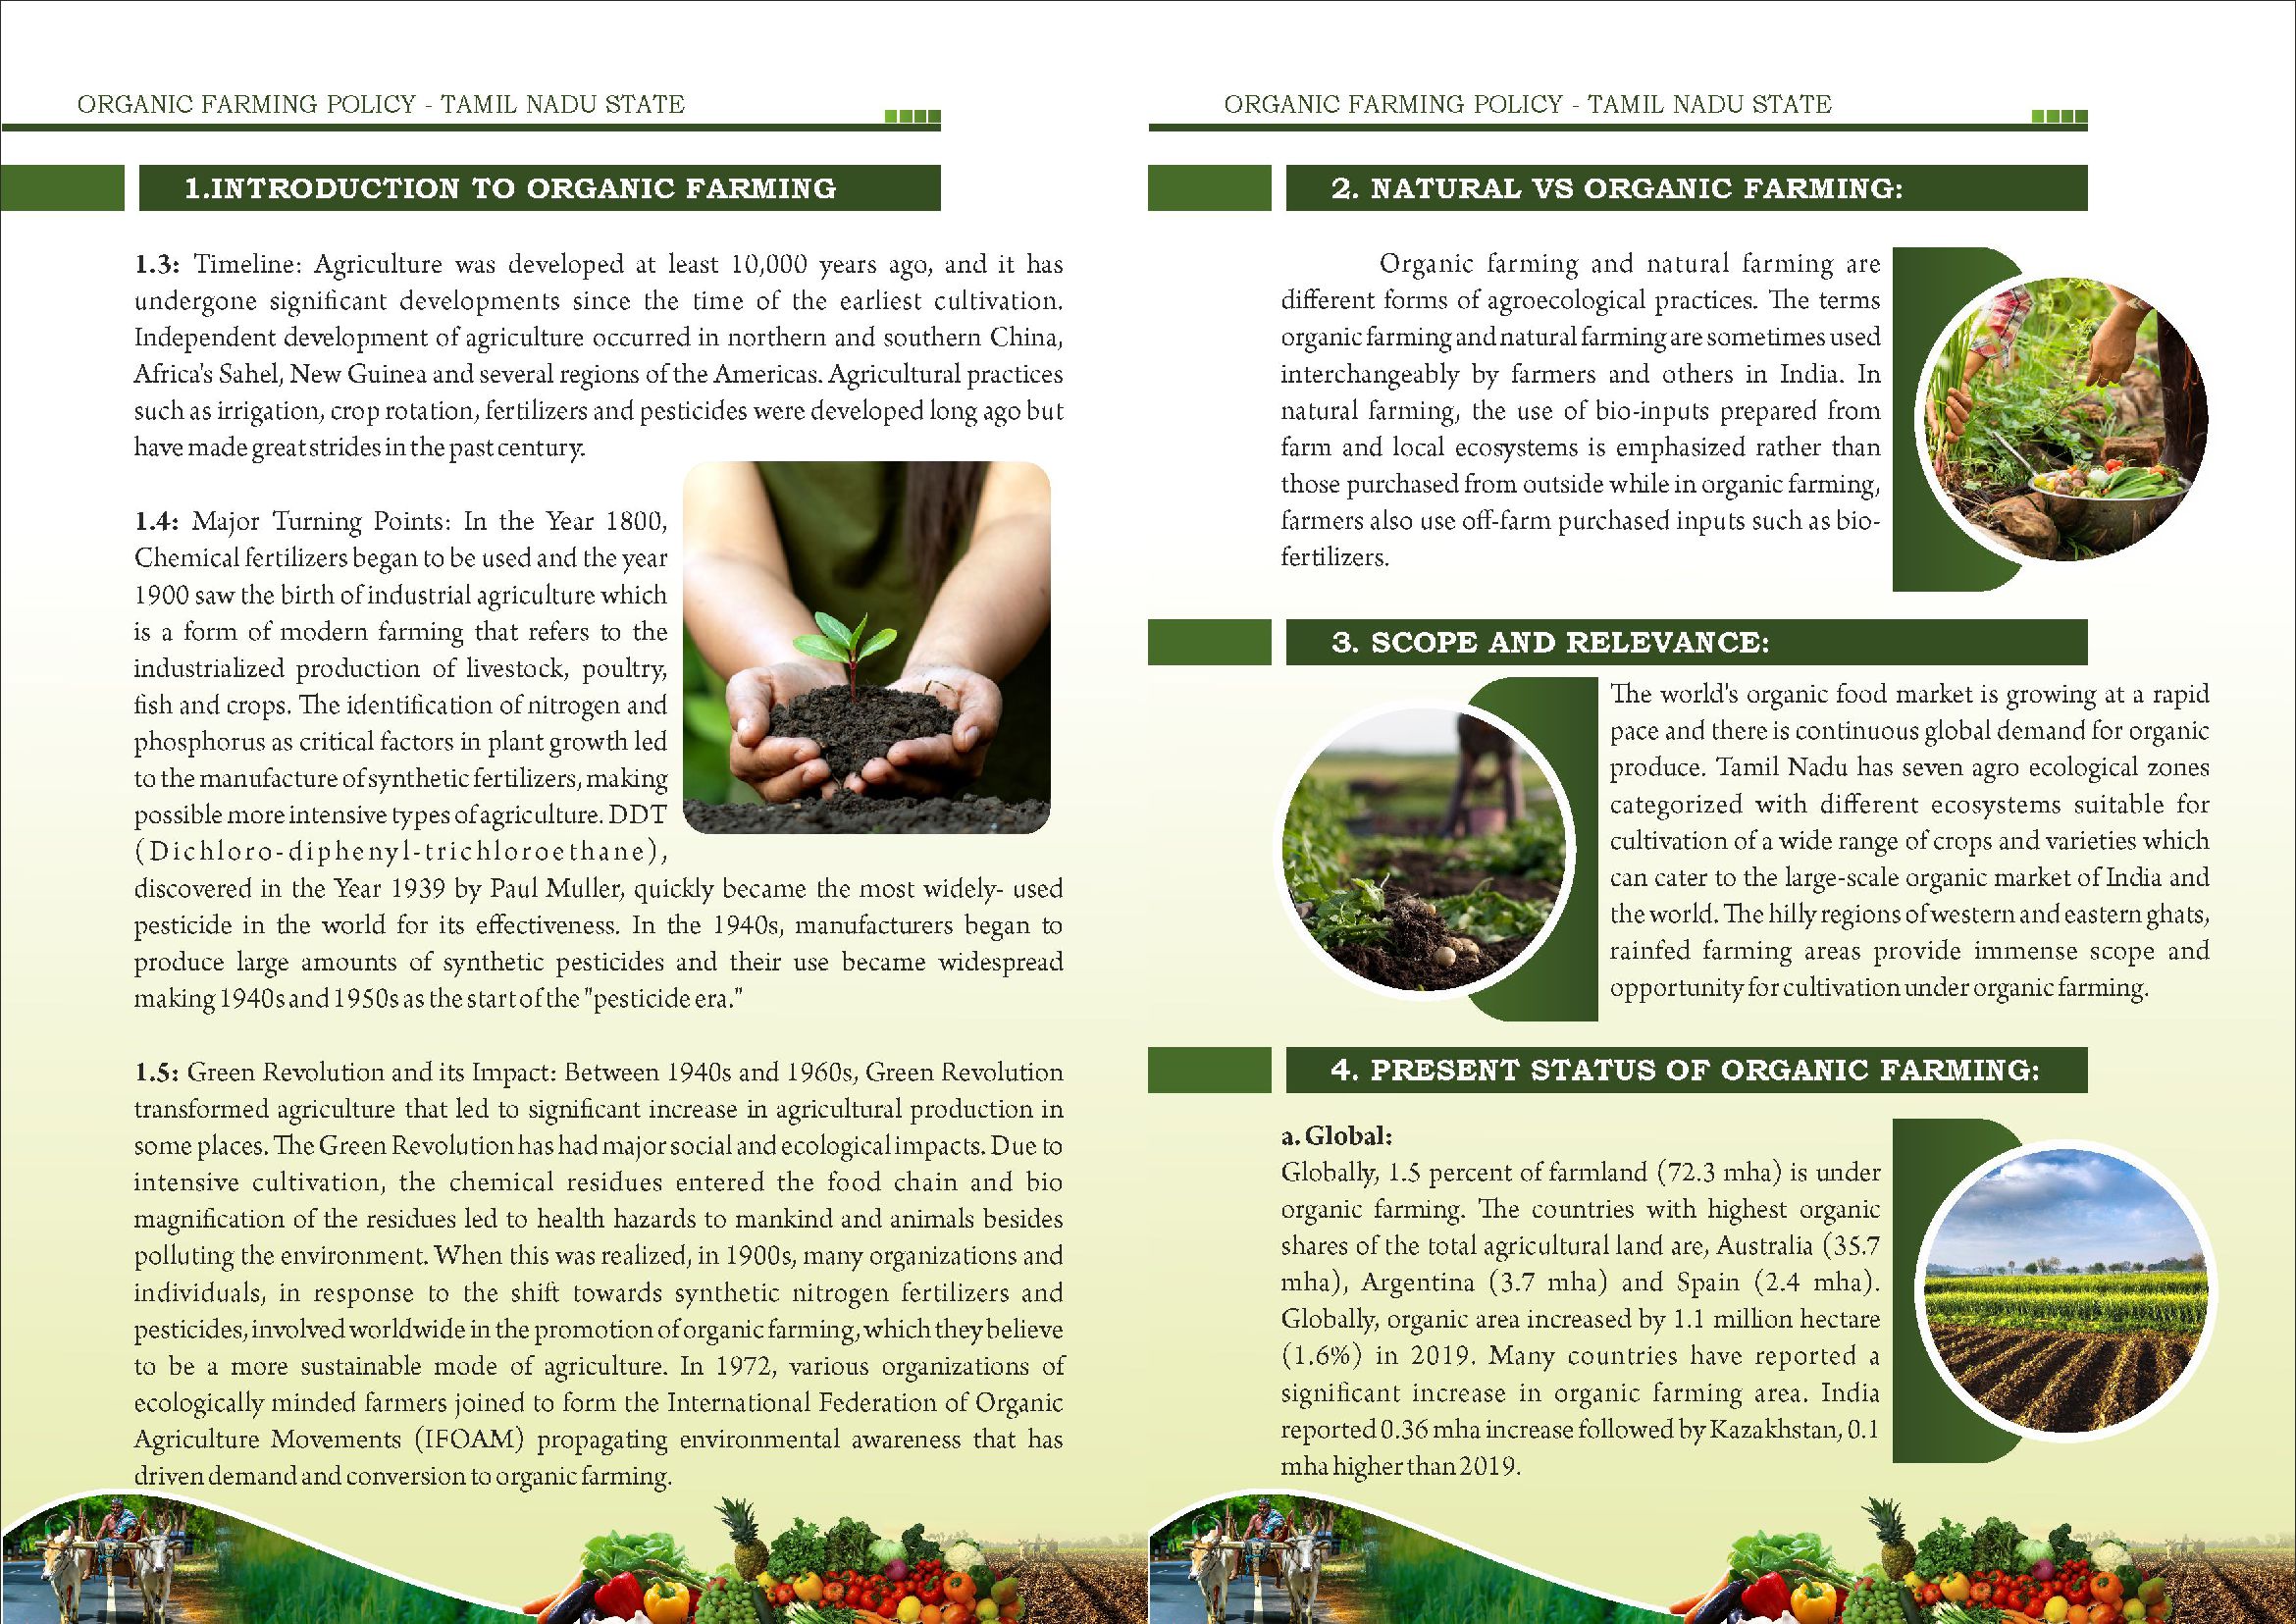 ORGANIC FARMING POLICY - TAMIL NADU STATE
1.INTRODUCTION TO ORGANIC FARMING
1.3: Timeline: Agriculture was developed at least 10,000 years ago, and it has
undergone significant developments since the time of the earliest cultivation.
Independent development of agriculture occurred in northern and southern China,
Africa's Sahel, New Guinea and several regions of the Americas. Agricultural practices
such as irrigation, crop rotation, fertilizers and pesticides were developed long ago but
have made great strides in the past century.
1.4: Major Turning Points: In the Year 1800,
Chemical fertilizers began to be used and the year
1900 saw the birth of industrial agriculture which
is a form of modern farming that refers to the
industrialized production of livestock, poultry,
fish and crops. The identification of nitrogen and
phosphorus as critical factors in plant growth led
to the manufacture of synthetic fertilizers, making
possible more intensive types of agriculture. DDT
(Dichloro-diphenyl-trichloroethane),
discovered in the Year 1939 by Paul Muller, quickly became the most widely- used
pesticide in the world for its effectiveness. In the 1940s, manufacturers began to
produce large amounts of synthetic pesticides and their use became widespread
making 1940s and 1950s as the start of the "pesticide era."
1.5: Green Revolution and its Impact: Between 1940s and 1960s, Green Revolution
transformed agriculture that led to significant increase in agricultural production in
some places. The Green Revolution has had major social and ecological impacts. Due to
intensive cultivation, the chemical residues entered the food chain and bio
magnification of the residues led to health hazards to mankind and animals besides
polluting the environment. When this was realized, in 1900s, many organizations and
individuals, in response to the shift towards synthetic nitrogen fertilizers and
pesticides, involved worldwide in the promotion of organic farming, which they believe
to be a more sustainable mode of agriculture. In 1972, various organizations of
ecologically minded farmers joined to form the International Federation of Organic
Agriculture Movements (IFOAM) propagating environmental awareness that has
driven demand and conversion to organic farming.
ORGANIC FARMING POLICY - TAMIL NADU STATE
2. NATURAL VS ORGANIC FARMING:
Organic farming and natural farming are
different forms of agroecological practices. The terms
organic farming and natural farming are sometimes used
interchangeably by farmers and others in India. In
natural farming, the use of bio-inputs prepared from
farm and local ecosystems is emphasized rather than
those purchased from outside while in organic farming,
farmers also use off-farm purchased inputs such as bio-
fertilizers.
3. SCOPE AND RELEVANCE:
The world's organic food market is growing at a rapid
pace and there is continuous global demand for organic
produce. Tamil Nadu has seven agro ecological zones
categorized with different ecosystems suitable for
cultivation of a wide range of crops and varieties which
can cater to the large-scale organic market of India and
the world. The hilly regions of western and eastern ghats,
rainfed farming areas provide immense scope and
opportunity for cultivation under organic farming.
4. PRESENT STATUS OF ORGANIC FARMING:
a. Global:
Globally, 1.5 percent of farmland (72.3 mha) is under
organic farming. The countries with highest organic
shares of the total agricultural land are, Australia (35.7
mha), Argentina (3.7 mha) and Spain (2.4 mha).
Globally, organic area increased by 1.1 million hectare
(1.6%) in 2019. Many countries have reported a
significant increase in organic farming area. India
reported 0.36 mha increase followed by Kazakhstan, 0.1
mha higher than 2019.